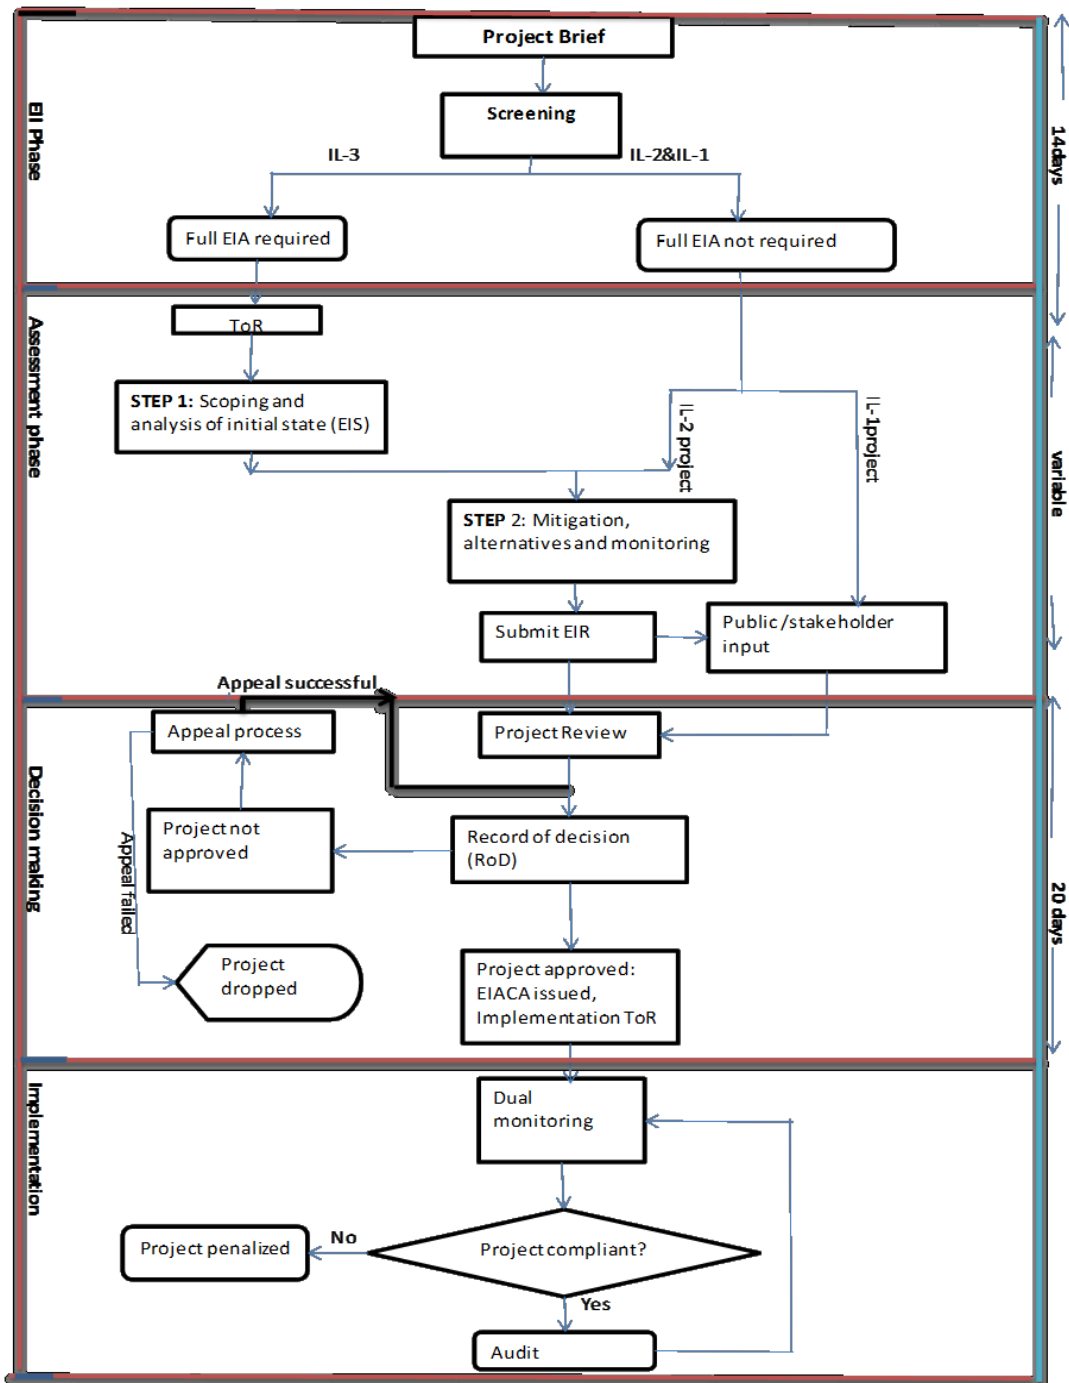 Project Brief
Screening
IL-3
IL-2&IL-1
Full EIA required
Full EIA not required
EII Phase
14days
ToR
STEP 1: Scoping and
analysis of initial state (EIS)
IL-2 project
IL-1project
STEP 2: Mitigation,
alternatives and monitoring
Submit EIR
Public /stakeholder
input
Assessment phase
variable
Appeal successful
Appeal process
Project Review
Project not
approved
Record of decision
(RoD)
Appeal failed
Project
dropped
Project approved:
EIACA issued,
Implementation ToR
Decision making
20 days
Dual
monitoring
Project compliant?
No
Project penalized
Yes
Audit
Implementation